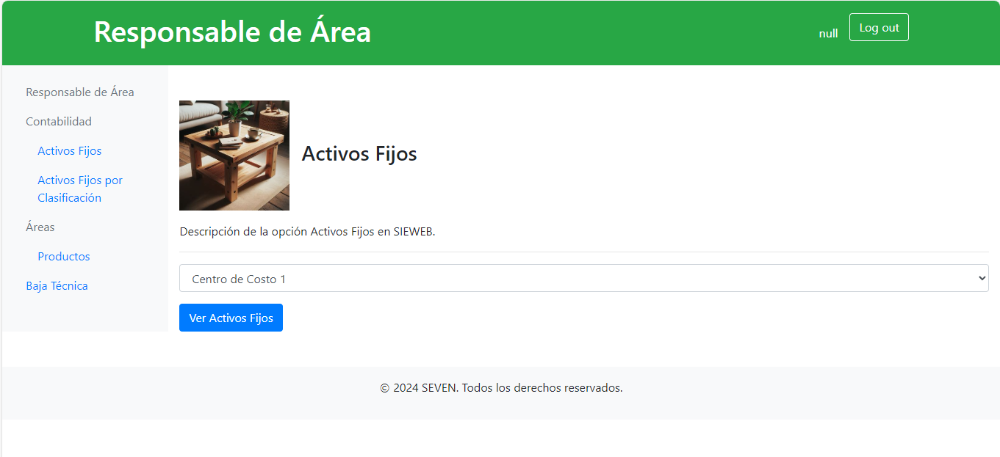 Responsable de Área
null
Log out
Responsable de Área
Contabilidad
Activos Fijos
Activos Fijos por
Clasificación
Áreas
Productos
Baja Técnica
Activos Fijos
Descripción de la opción Activos Fijos en SIEWEB.
Centro de Costo 1
Ver Activos Fijos
© 2024 SEVEN. Todos los derechos reservados.